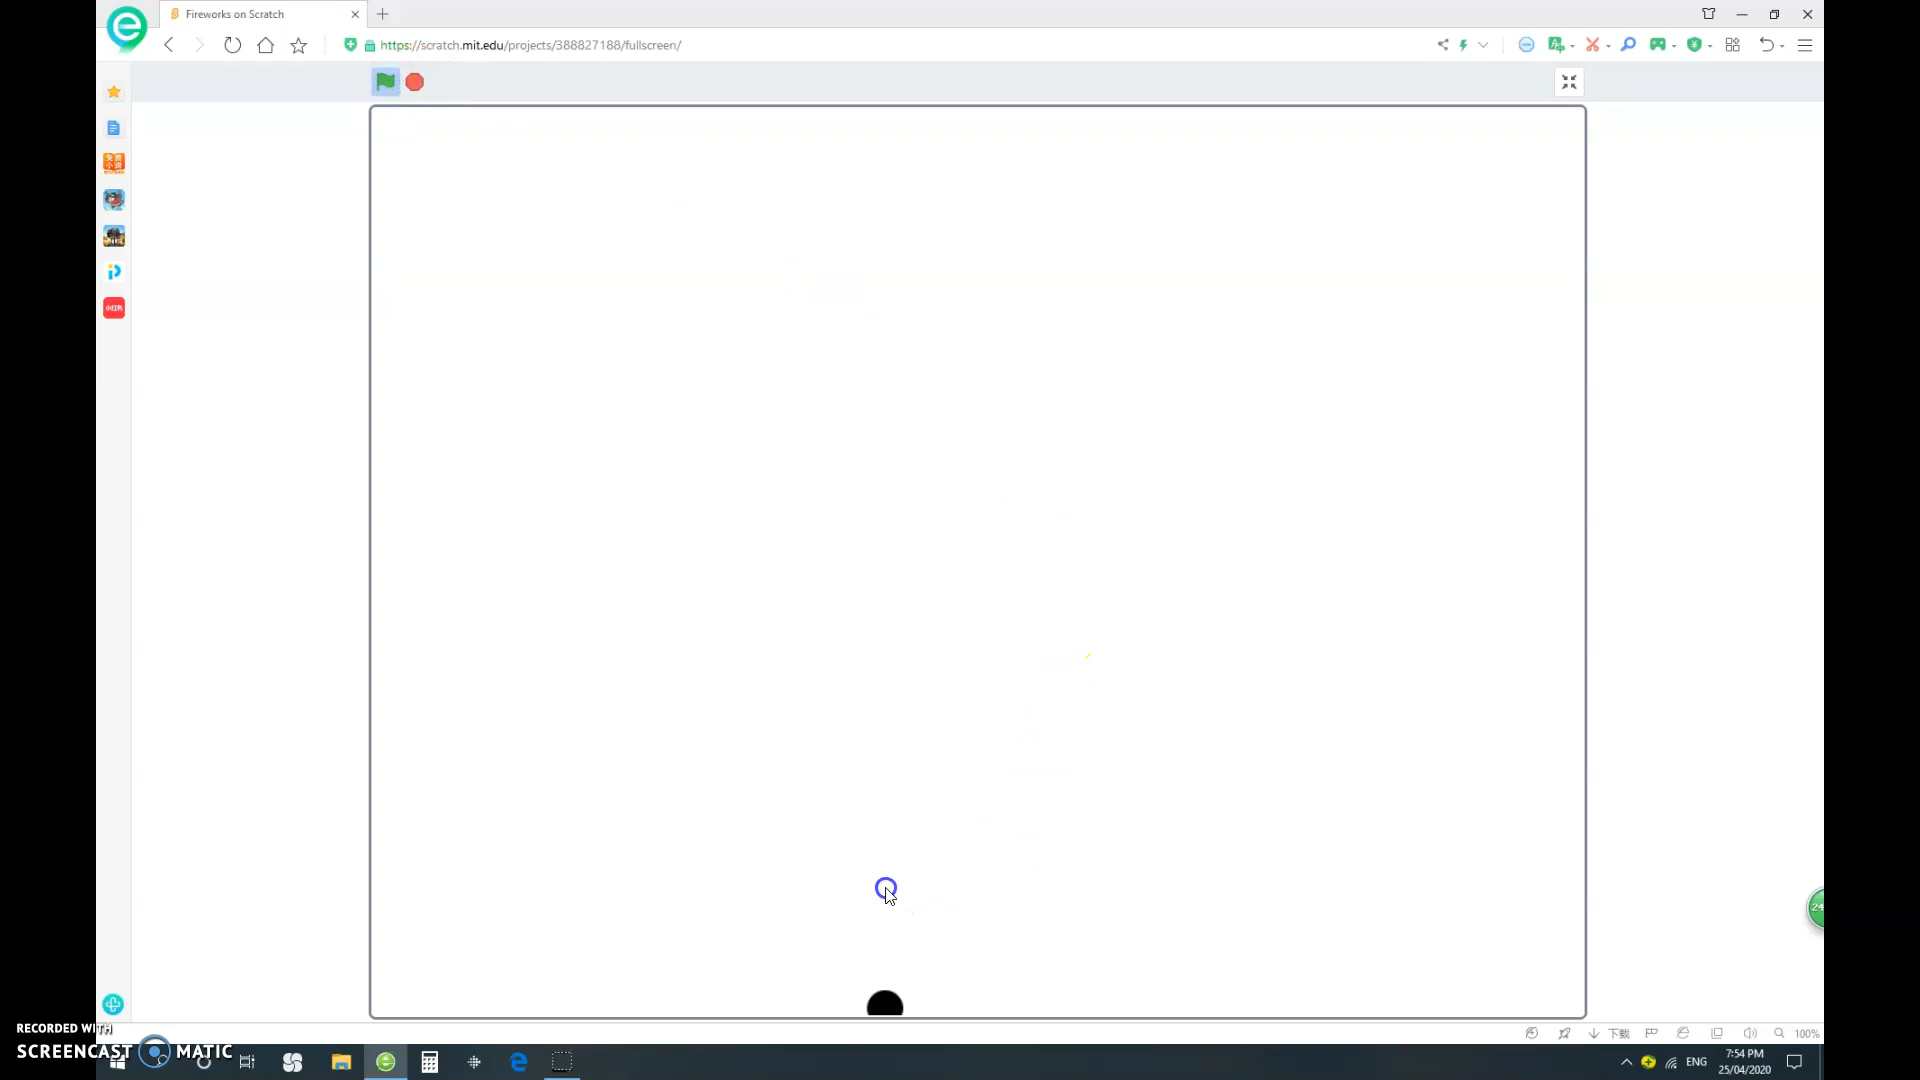 Fireworks on Scratch
https://scratch.mit.edu/projects/388827188/fullscreen/
24
下载
100%
RECORDED WITH
SCREENCAST MATIC
ENG
7:54 PM
25/04/2020